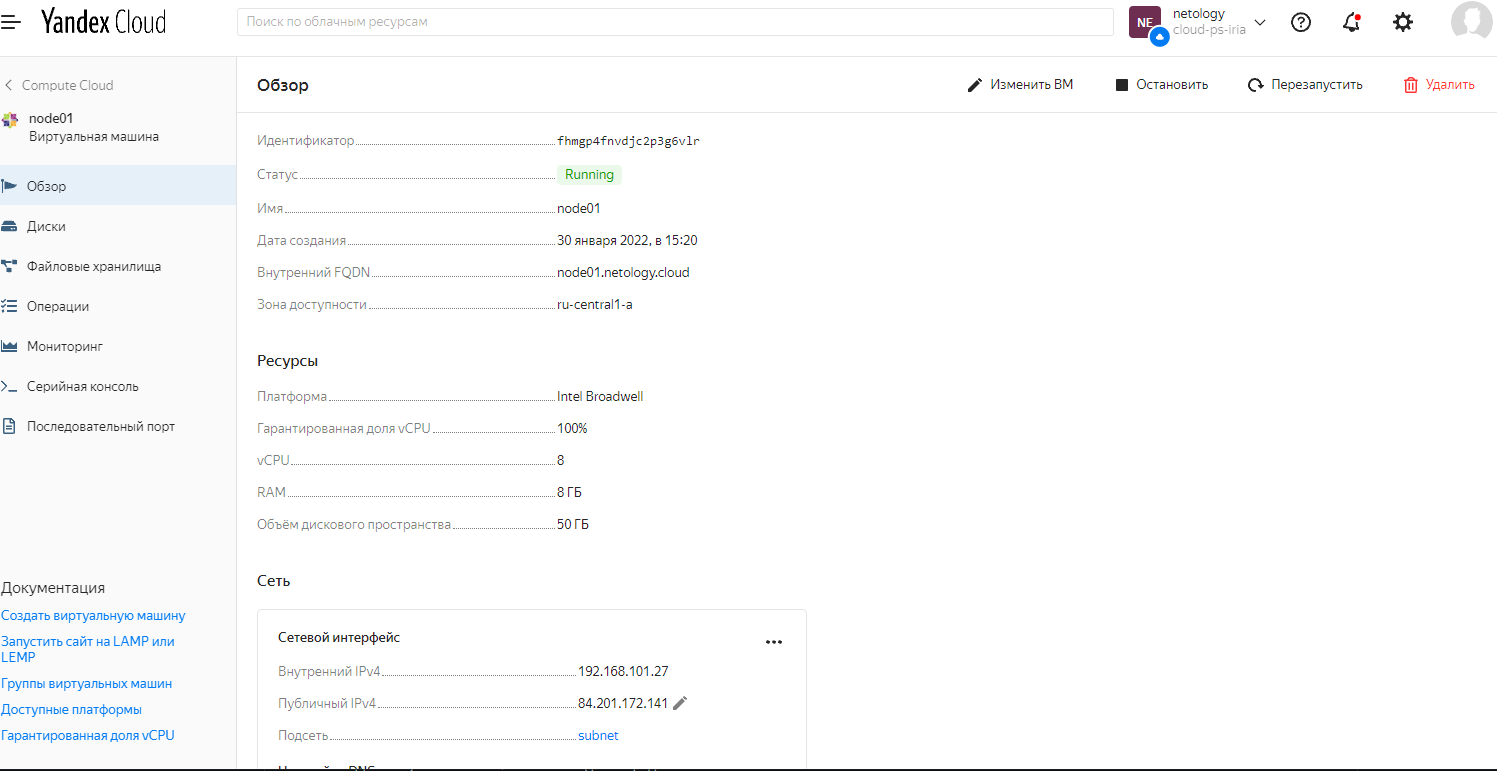 Yandex Cloud
Поиск по облачным ресурсам
NE
netology
cloud-ps-iria
Compute Cloud
node01
Виртуальная машина
Обзор
Диски
Файловые хранилища
Операции
Мониторинг
Серийная консоль
Последовательный порт
Документация
Создать виртуальную машину
Запустить сайт на LAMP или
LEMP
Группы виртуальных машин
Доступные платформы
Гарантированная доля vCPU
Обзор
Изменить ВМ
Остановить
Перезапустить
Удалить
Идентификатор fhmgp4fnvdjc2p3g6vlr
Статус Running
Имя node01
Дата создания 30 января 2022, в 15:20
Внутренний FQDN node01.netology.cloud
Зона доступности ru-central1-a
Ресурсы
Платформа Intel Broadwell
Гарантированная доля vCPU 100%
vCPU 8
RAM 8 ГБ
Объём дискового пространства 50 ГБ
Сеть
Сетевой интерфейс
Внутренний IPv4 192.168.101.27
Публичный IPv4 84.201.172.141
Подсеть subnet